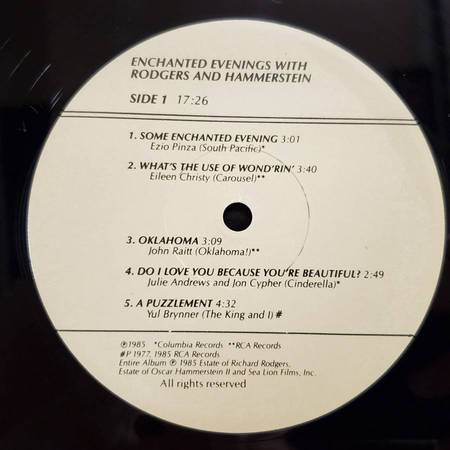 ENCHANTED EVENINGS WITH
RODGERS AND HAMMERSTEIN
SIDE 1 17:26
1. SOME ENCHANTED EVENING 3:01
Ezio Pinza (South Pacific)*
2. WHAT'S THE USE OF WOND'RIN' 3:40
Eileen Christy (Carousel)**
3. OKLAHOMA 3:09
John Raitt (Oklahoma!)**
4. DO I LOVE YOU BECAUSE YOU'RE BEAUTIFUL? 2:49
Julie Andrews and Jon Cypher (Cinderella)*
5. A PUZZLEMENT 4:32
Yul Brynner (The King and I) #
℗1985 *Columbia Records **RCA Records
#P 1977, 1985 RCA Records
Entire Album ℗ 1985 Estate of Richard Rodgers,
Estate of Oscar Hammerstein II and Sea Lion Films, Inc.
All rights reserved